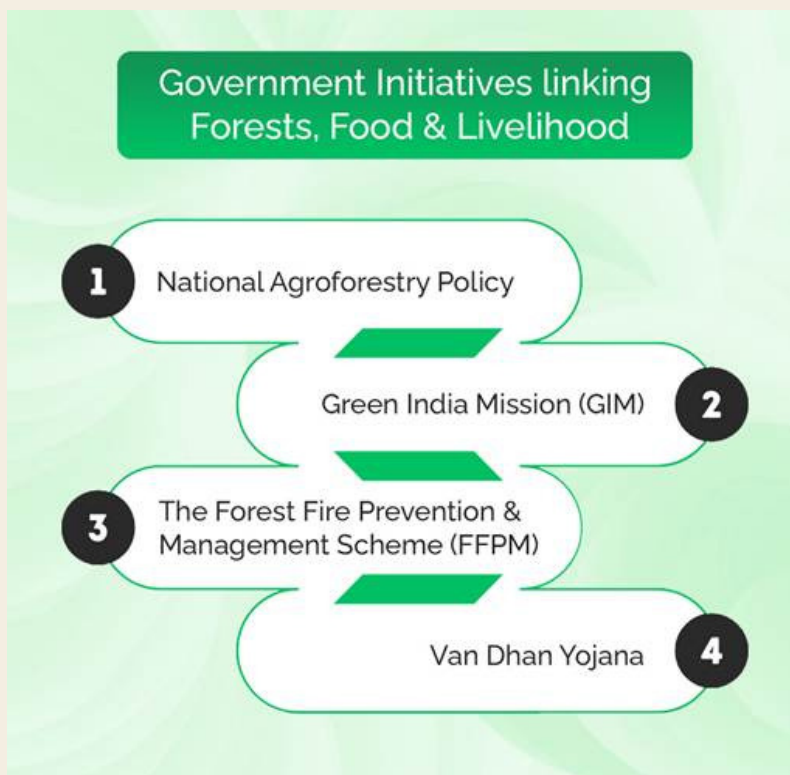 Government Initiatives linking
Forests, Food & Livelihood
1
National Agroforestry Policy
Green India Mission (GIM)
2
3
The Forest Fire Prevention &
Management Scheme (FFPM)
Van Dhan Yojana
4